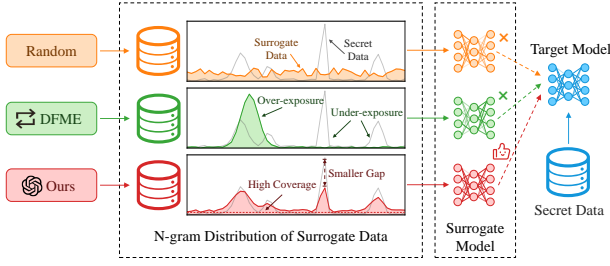 Random
Surrogate
Data
Secret
Data
Target Model
DFME
Over-exposure
Under-exposure
Ours
High Coverage
Smaller Gap
Secret Data
N-gram Distribution of Surrogate Data
Surrogate
Model